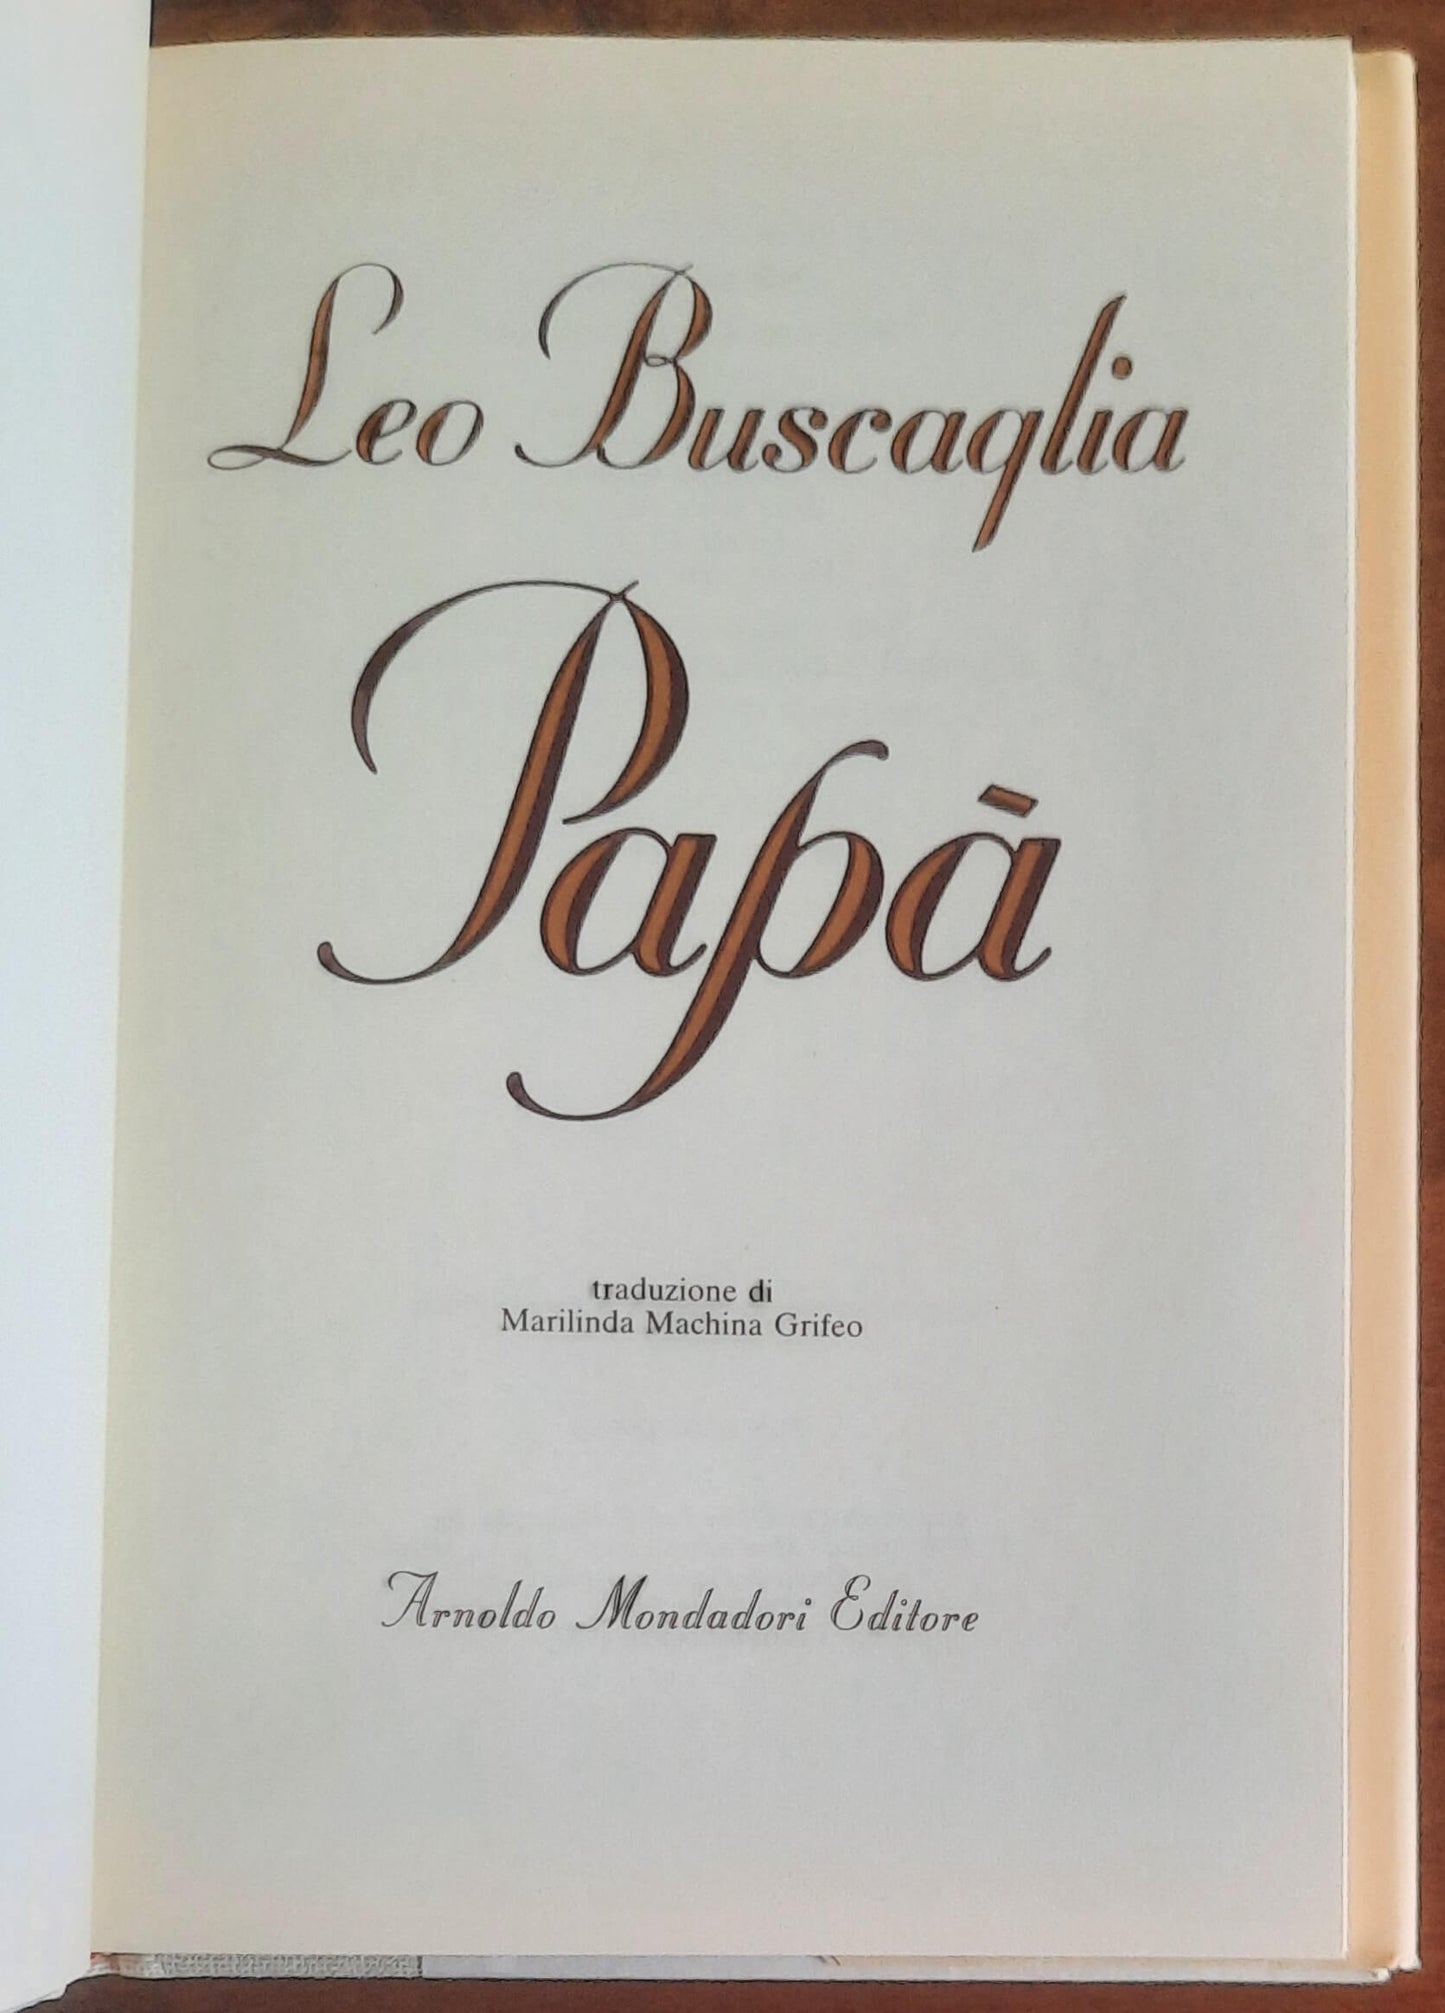 Leo Buscaglia
Papà
traduzione di
Marilinda Machina Grifeo
Arnoldo Mondadori Editore